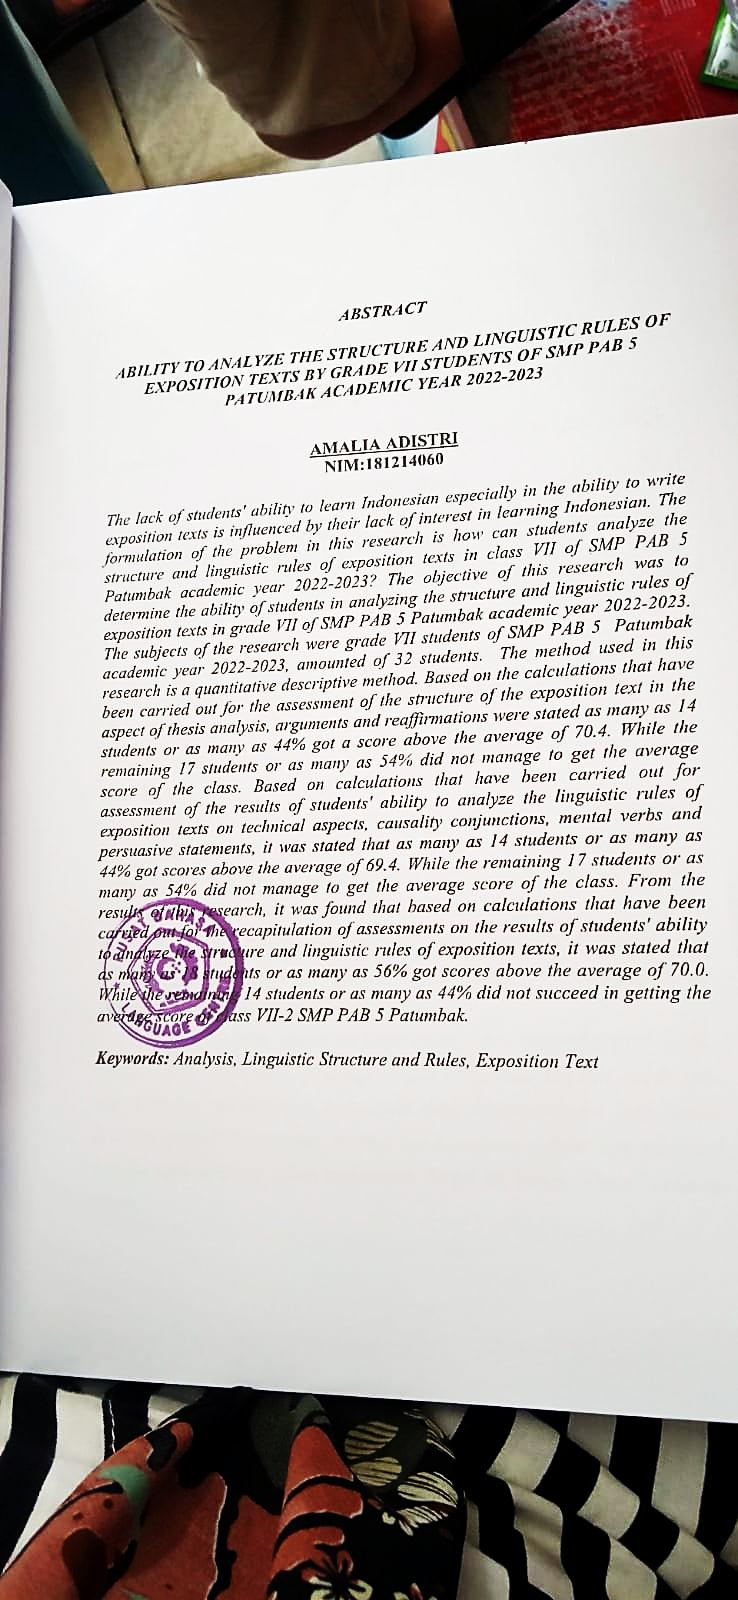 ABSTRACT
ABILITY TO ANALYZE THE STRUCTURE AND LINGUISTIC RULES OF
EXPOSITION TEXTS BY GRADE VII STUDENTS OF SMP PAB 5
PATUMBAK ACADEMIC YEAR 2022-2023
AMALIA ADISTRI
NIM:181214060
The lack of students' ability to learn Indonesian especially in the ability to write
exposition texts is influenced by their lack of interest in learning Indonesian. The
formulation of the problem in this research is how can students analyze the
structure and linguistic rules of exposition texts in class VII of SMP PAB 5
Patumbak academic year 2022-2023? The objective of this research was to
determine the ability of students in analyzing the structure and linguistic rules of
exposition texts in grade VII of SMP PAB 5 Patumbak academic year 2022-2023.
The subjects of the research were grade VII students of SMP PAB 5 Patumbak
academic year 2022-2023, amounted of 32 students. The method used in this
research is a quantitative descriptive method. Based on the calculations that have
been carried out for the assessment of the structure of the exposition text in the
aspect of thesis analysis, arguments and reaffirmations were stated as many as 14
students or as many as 44% got a score above the average of 70.4. While the
remaining 17 students or as many as 54% did not manage to get the average
score of the class. Based on calculations that have been carried out for
assessment of the results of students' ability to analyze the linguistic rules of
exposition texts on technical aspects, causality conjunctions, mental verbs and
persuasive statements, it was stated that as many as 14 students or as many as
44% got scores above the average of 69.4. While the remaining 17 students or as
many as 54% did not manage to get the average score of the class. From the
results of this research, it was found that based on calculations that have been
carried out for the recapitulation of assessments on the results of students' ability
to analyze the structure and linguistic rules of exposition texts, it was stated that
as many as 18 students or as many as 56% got scores above the average of 70.0.
While the remaining 14 students or as many as 44% did not succeed in getting the
average score of class VII-2 SMP PAB 5 Patumbak.
PUSAT BAHASA
LANGUAGE CENTRE
Keywords: Analysis, Linguistic Structure and Rules, Exposition Text